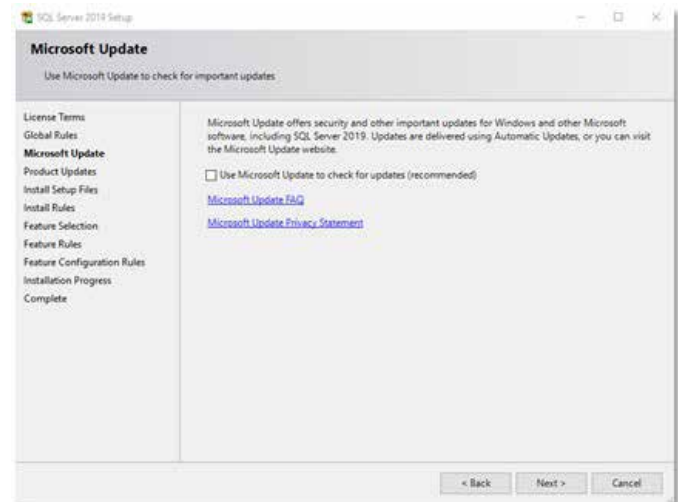 SQL Server 2019 Setup
Microsoft Update
Use Microsoft Update to check for important updates
License Terms
Global Rules
Microsoft Update
Product Updates
Install Setup Files
Install Rules
Feature Selection
Feature Rules
Feature Configuration Rules
Installation Progress
Complete
Microsoft Update offers security and other important updates for Windows and other Microsoft
software, including SQL Server 2019. Updates are delivered using Automatic Updates, or you can visit
the Microsoft Update website.
Use Microsoft Update to check for updates (recommended)
Microsoft Update FAQ
Microsoft Update Privacy Statement
< Back
Next >
Cancel